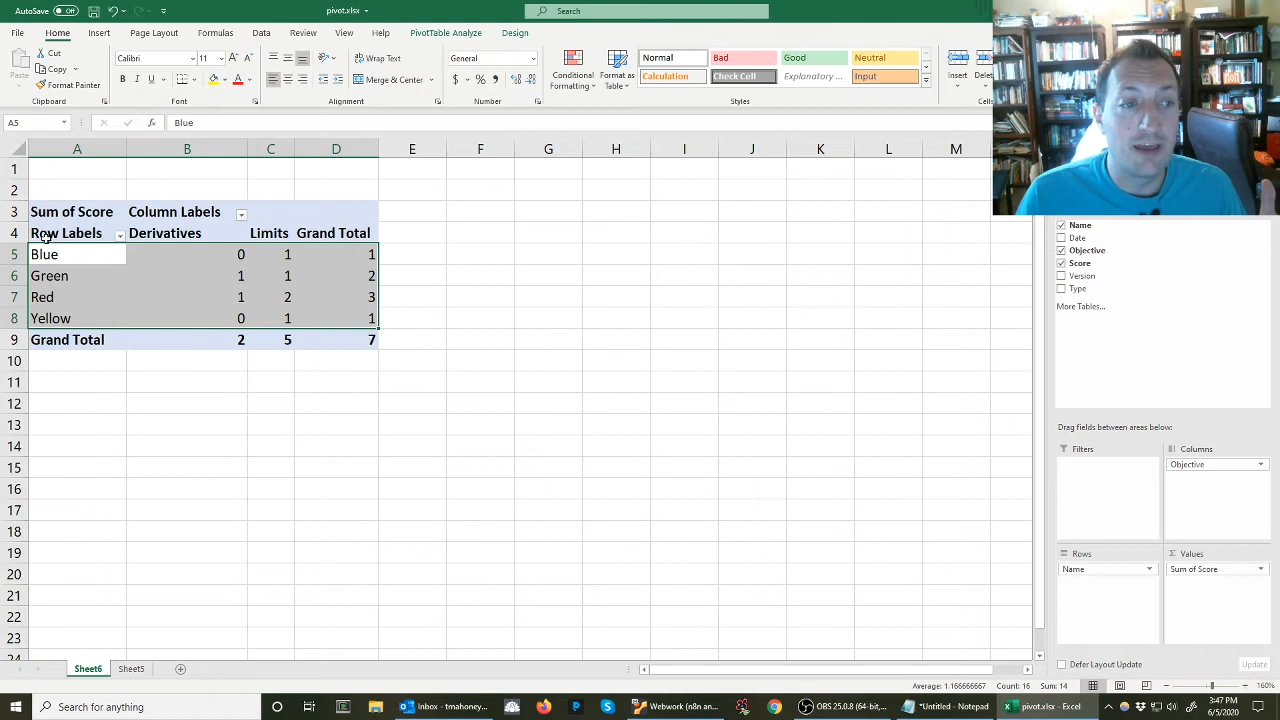 AutoSave Off pivot.xlsx Search
File Home Insert Page Layout Formulas Data Review View Help PivotTable Analyze Design
Cut Calibri 11 General Normal Bad Good Neutral
Copy Merge & Center Calculation Check Cell Explanatory ... Input
Paste Format Painter Conditional Formatting Format as Table Insert
Clipboard Font Alignment Number Styles
A5 Blue
A B C D E F G H I J K L M
1
2
3 Sum of Score Column Labels
4 Row Labels Derivatives Limits Grand Total
5 Blue 0 1 1
6 Green 1 1 2
7 Red 1 2 3
8 Yellow 0 1 1
9 Grand Total 2 5 7
10
11
12
13
14
15
16
17
18
19
20
21
22
23
24
Name
Date
Objective
Score
Version
Type
More Tables...
Drag fields between areas below:
Filters Columns
Objective
Rows Values
Name Sum of Score
Defer Layout Update Update
Sheet6 Sheet5
Average: 1.166666667 Count: 16 Sum: 14 160%
Search for anything Inbox - tmahoney... Webwork (n8n an... OBS 25.0.8 (64-bit,... *Untitled - Notepad pivot.xlsx - Excel 3:47 PM
6/5/2020